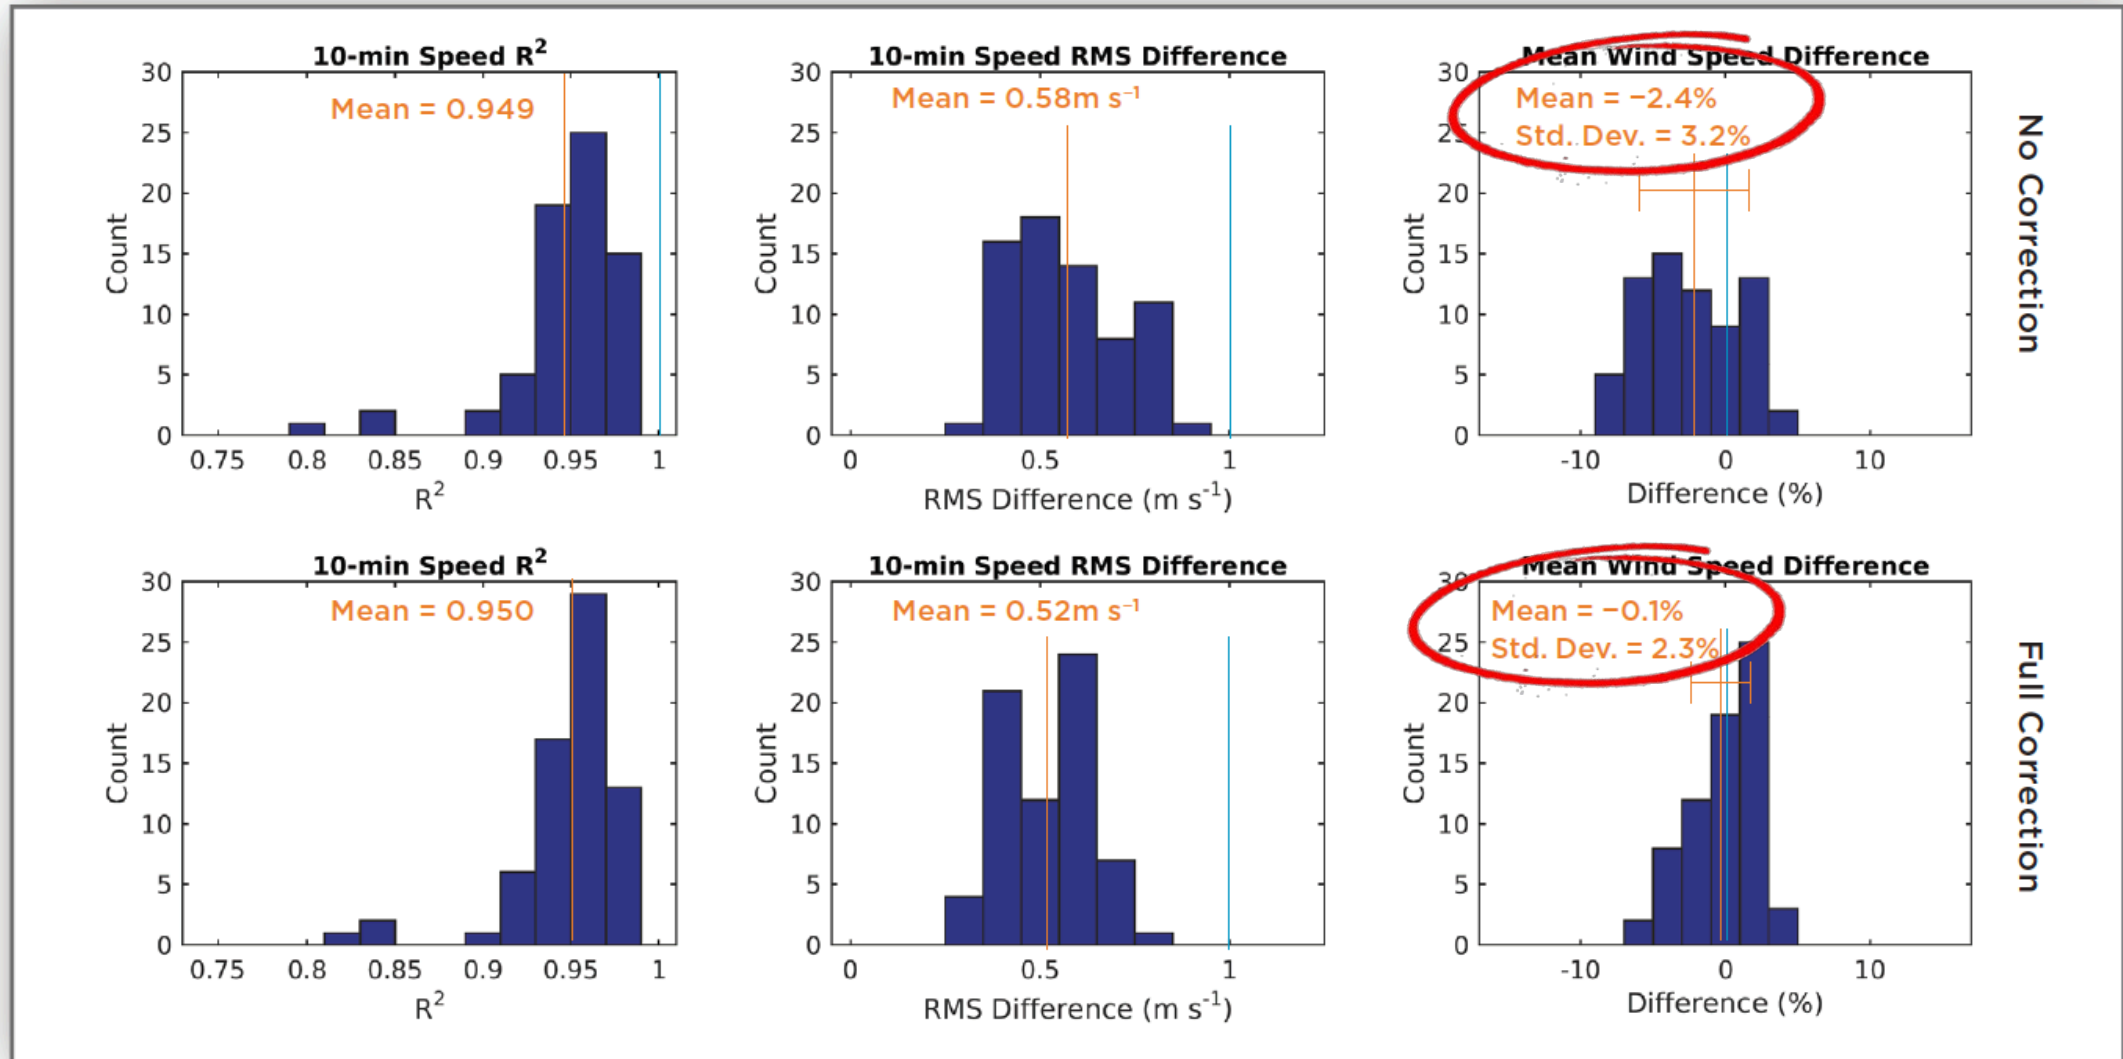 10-min Speed R²
Mean = 0.949
30
25
20
15
10
5
0
Count
0.75 0.8 0.85 0.9 0.95 1
R²
10-min Speed RMS Difference
Mean = 0.58m s⁻¹
30
25
20
15
10
5
0
Count
0 0.5 1
RMS Difference (m s⁻¹)
Mean Wind Speed Difference
Mean = −2.4%
Std. Dev. = 3.2%
30
25
20
15
10
5
0
Count
-10 0 10
Difference (%)
No Correction
10-min Speed R²
Mean = 0.950
30
25
20
15
10
5
0
Count
0.75 0.8 0.85 0.9 0.95 1
R²
10-min Speed RMS Difference
Mean = 0.52m s⁻¹
30
25
20
15
10
5
0
Count
0 0.5 1
RMS Difference (m s⁻¹)
Mean Wind Speed Difference
Mean = −0.1%
Std. Dev. = 2.3%
30
25
20
15
10
5
0
Count
-10 0 10
Difference (%)
Full Correction